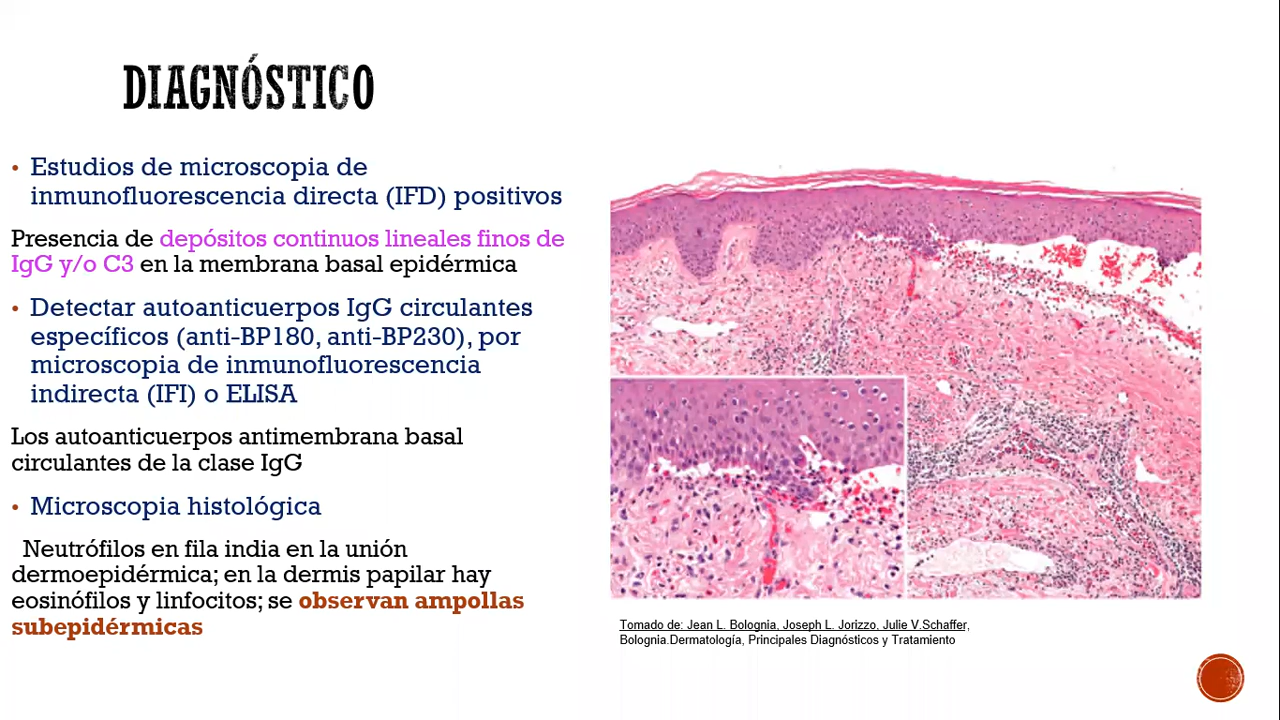 DIAGNÓSTICO
• Estudios de microscopia de
inmunofluorescencia directa (IFD) positivos
Presencia de depósitos continuos lineales finos de
IgG y/o C3 en la membrana basal epidérmica
• Detectar autoanticuerpos IgG circulantes
específicos (anti-BP180, anti-BP230), por
microscopia de inmunofluorescencia
indirecta (IFI) o ELISA
Los autoanticuerpos antimembrana basal
circulantes de la clase IgG
• Microscopia histológica
Neutrófilos en fila india en la unión
dermoepidérmica; en la dermis papilar hay
eosinófilos y linfocitos; se observan ampollas
subepidérmicas
Tomado de: Jean L. Bolognia, Joseph L. Jorizzo, Julie V.Schaffer,
Bolognia.Dermatología, Principales Diagnósticos y Tratamiento